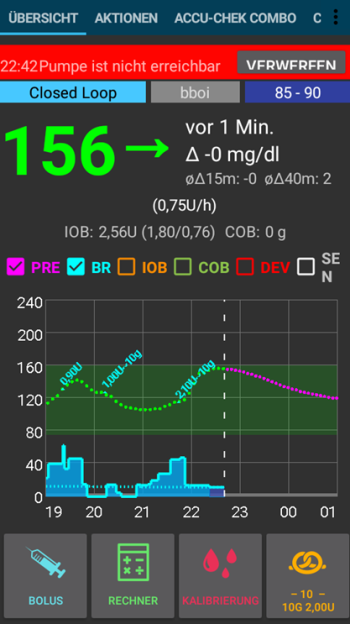 ÜBERSICHT AKTIONEN ACCU-CHEK COMBO C
22:42 Pumpe ist nicht erreichbar VERWERFEN
Closed Loop bboi 85 - 90
156 → vor 1 Min.
Δ -0 mg/dl
øΔ15m: -0 øΔ40m: 2
(0,75U/h)
IOB: 2,56U (1,80/0,76) COB: 0 g
PRE BR IOB COB DEV SEN
240
200
160
120
80
40
0
0,90U
1,00U~10g
2,10U~10g
19 20 21 22 23 00 01
BOLUS RECHNER KALIBRIERUNG
– 10 –
10G 2,00U